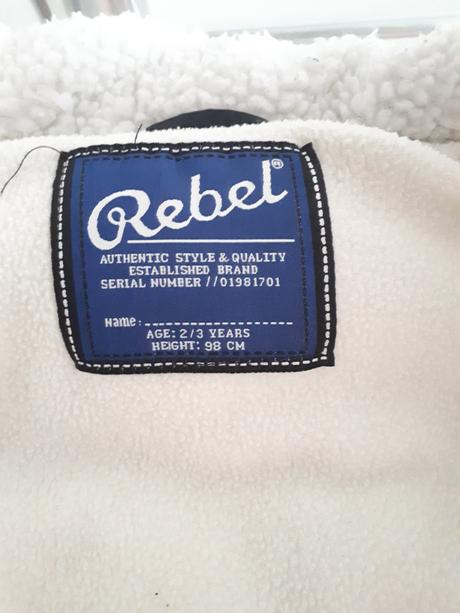 Rebel®
AUTHENTIC STYLE & QUALITY
ESTABLISHED BRAND
SERIAL NUMBER //01981701
Name:
AGE: 2/3 YEARS
HEIGHT: 98 CM